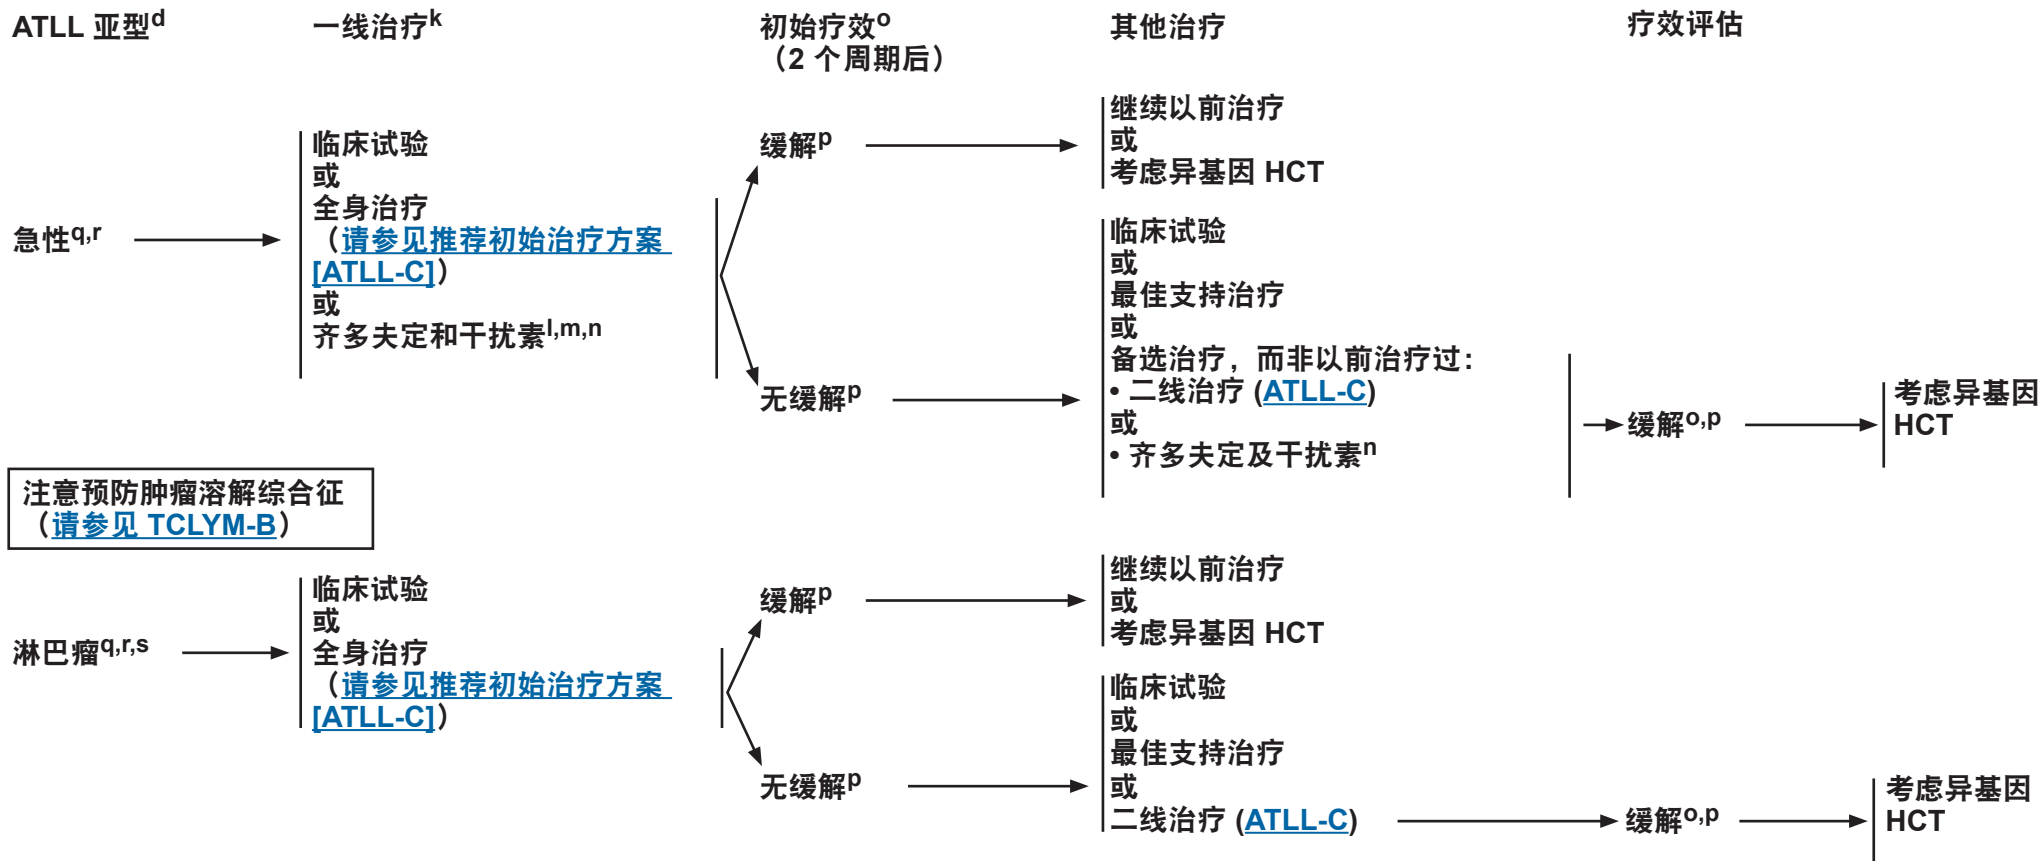 ATLL 亚型d
一线治疗k
初始疗效o
（2 个周期后）
其他治疗
疗效评估
急性q,r
临床试验
或
全身治疗
（请参见推荐初始治疗方案
[ATLL-C]）
或
齐多夫定和干扰素l,m,n
缓解p
继续以前治疗
或
考虑异基因 HCT
无缓解p
临床试验
或
最佳支持治疗
或
备选治疗，而非以前治疗过：
• 二线治疗 (ATLL-C)
或
• 齐多夫定及干扰素n
缓解o,p
考虑异基因
HCT
注意预防肿瘤溶解综合征
（请参见 TCLYM-B）
淋巴瘤q,r,s
临床试验
或
全身治疗
（请参见推荐初始治疗方案
[ATLL-C]）
缓解p
继续以前治疗
或
考虑异基因 HCT
无缓解p
临床试验
或
最佳支持治疗
或
二线治疗 (ATLL-C)
缓解o,p
考虑异基因
HCT